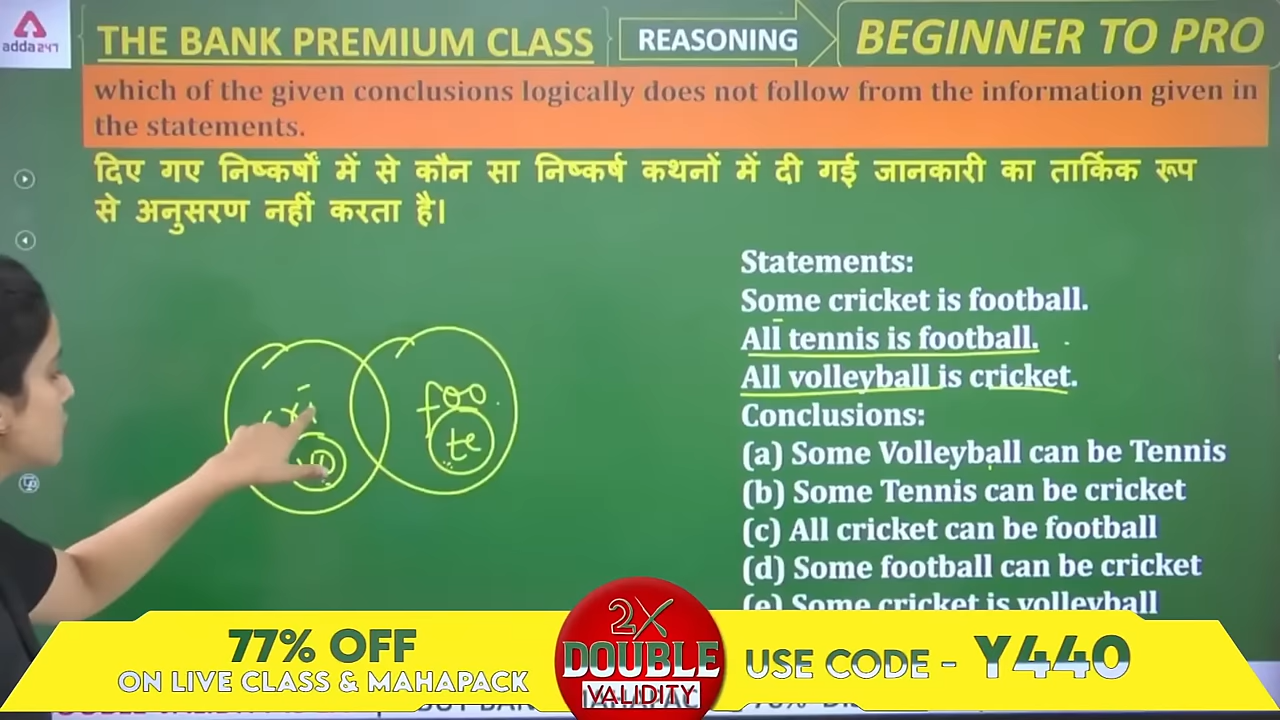 adda247
THE BANK PREMIUM CLASS
REASONING
BEGINNER TO PRO
which of the given conclusions logically does not follow from the information given in
the statements.
दिए गए निष्कर्षों में से कौन सा निष्कर्ष कथनों में दी गई जानकारी का तार्किक रूप
से अनुसरण नहीं करता है।
Statements:
Some cricket is football.
All tennis is football.
All volleyball is cricket.
Conclusions:
(a) Some Volleyball can be Tennis
(b) Some Tennis can be cricket
(c) All cricket can be football
(d) Some football can be cricket
(e) Some cricket is volleyball
foo
te
77% OFF
ON LIVE CLASS & MAHAPACK
2X
DOUBLE
VALIDITY
USE CODE - Y440